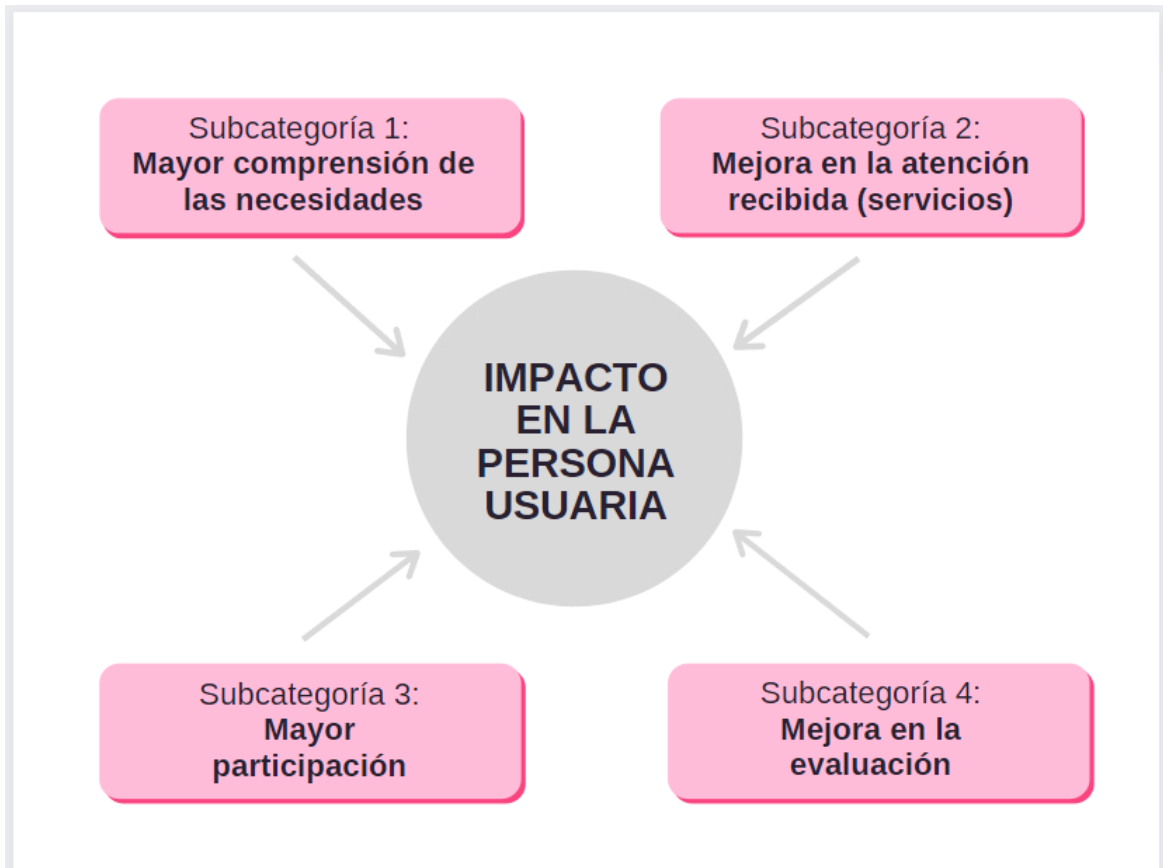 Subcategoría 1:
Mayor comprensión de
las necesidades
Subcategoría 2:
Mejora en la atención
recibida (servicios)
IMPACTO
EN LA
PERSONA
USUARIA
Subcategoría 3:
Mayor
participación
Subcategoría 4:
Mejora en la
evaluación